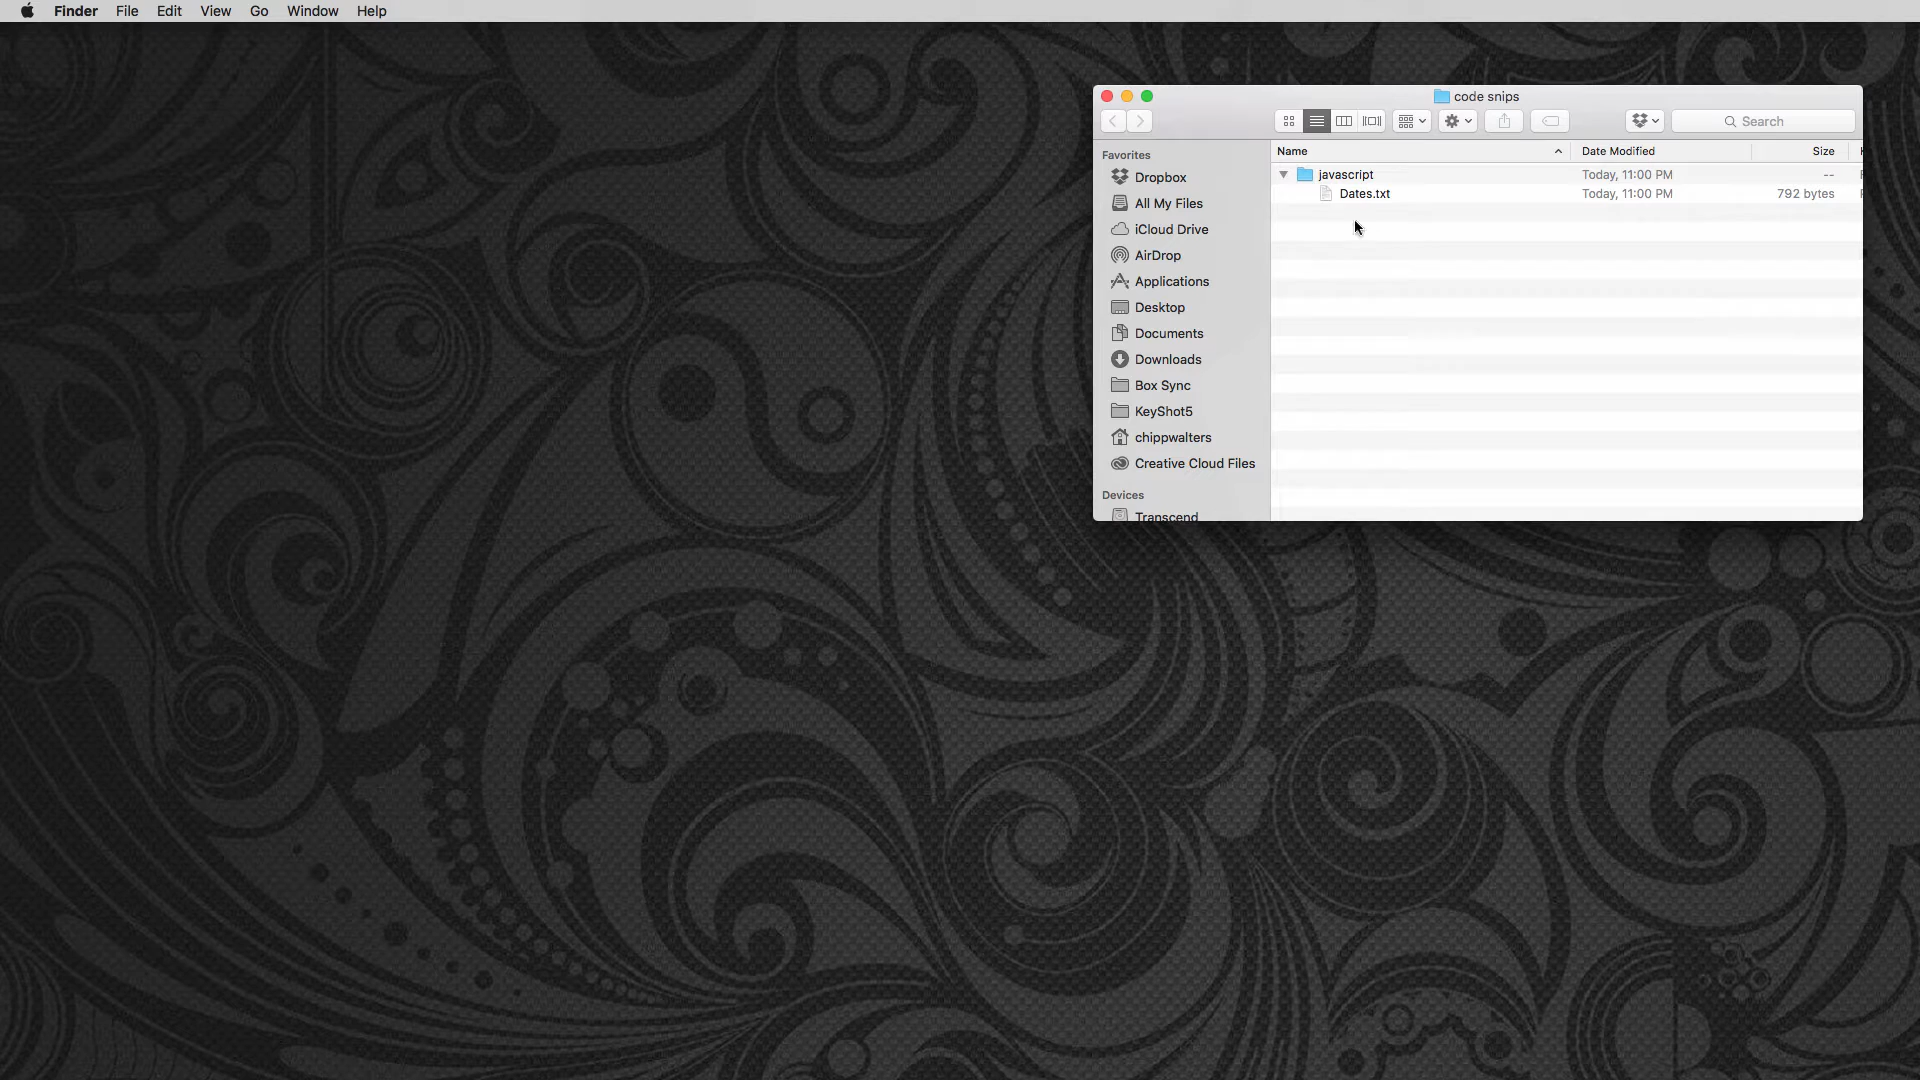 Finder File Edit View Go Window Help
code snips
Search
Favorites
Dropbox
All My Files
iCloud Drive
AirDrop
Applications
Desktop
Documents
Downloads
Box Sync
KeyShot5
chippwalters
Creative Cloud Files
Devices
Transcend
Name Date Modified Size
javascript Today, 11:00 PM --
Dates.txt Today, 11:00 PM 792 bytes